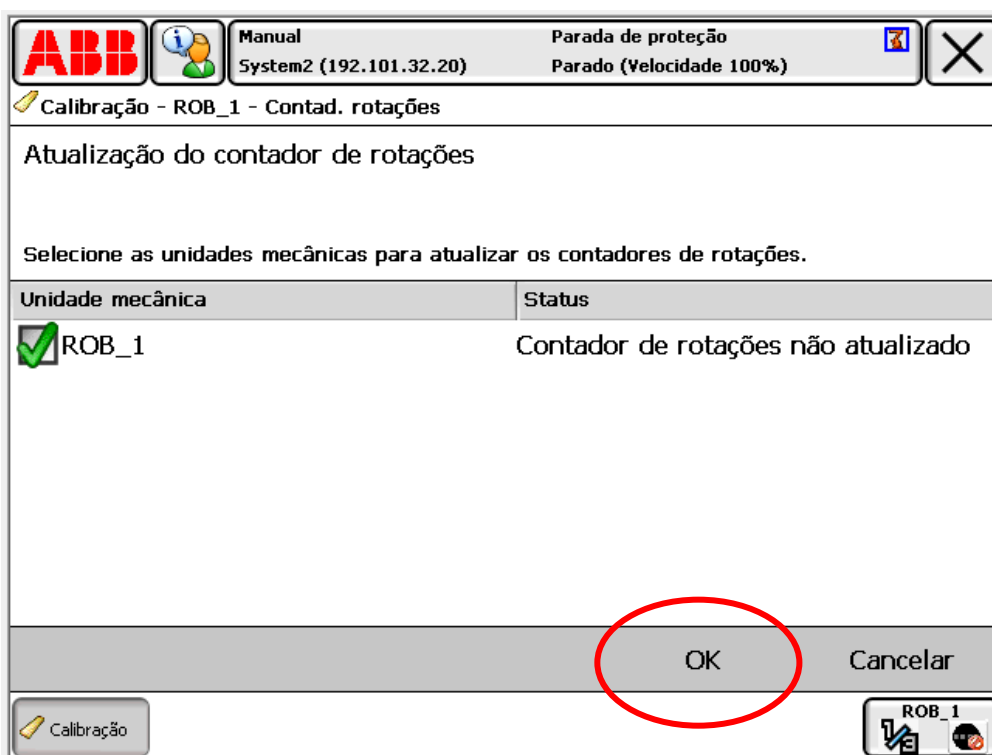 ABB
Manual
System2 (192.101.32.20)
Parada de proteção
Parado (Velocidade 100%)
Calibração - ROB_1 - Contad. rotações
Atualização do contador de rotações
Selecione as unidades mecânicas para atualizar os contadores de rotações.
Unidade mecânica Status
ROB_1 Contador de rotações não atualizado
OK Cancelar
Calibração
ROB_1